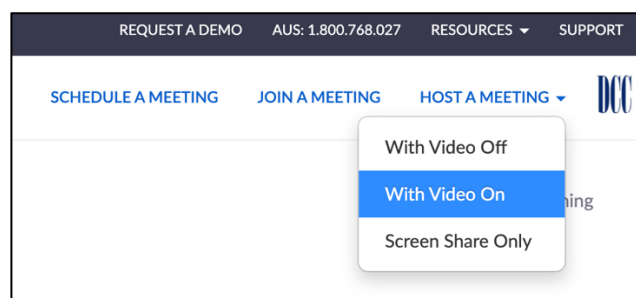 REQUEST A DEMO AUS: 1.800.768.027 RESOURCES SUPPORT
SCHEDULE A MEETING JOIN A MEETING HOST A MEETING DCC
With Video Off
With Video On
Screen Share Only